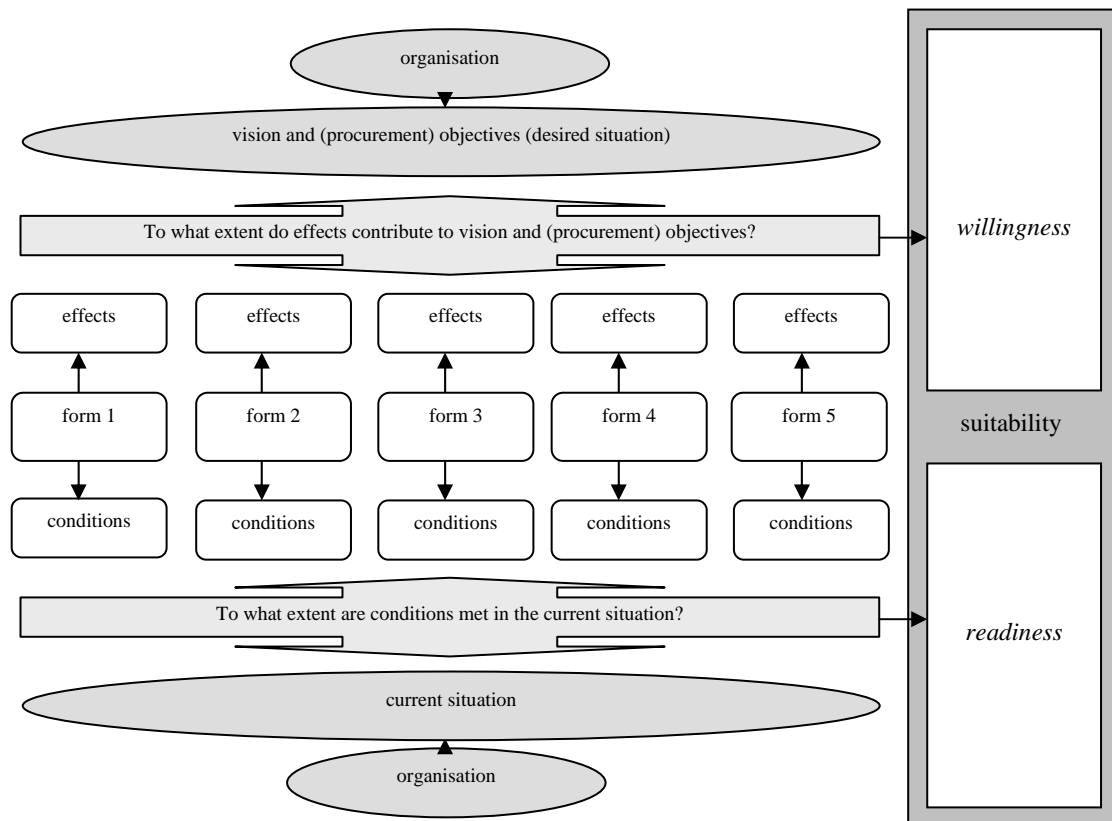 organisation
vision and (procurement) objectives (desired situation)
To what extent do effects contribute to vision and (procurement) objectives?
willingness
effects
effects
effects
effects
effects
form 1
form 2
form 3
form 4
form 5
suitability
conditions
conditions
conditions
conditions
conditions
To what extent are conditions met in the current situation?
readiness
current situation
organisation